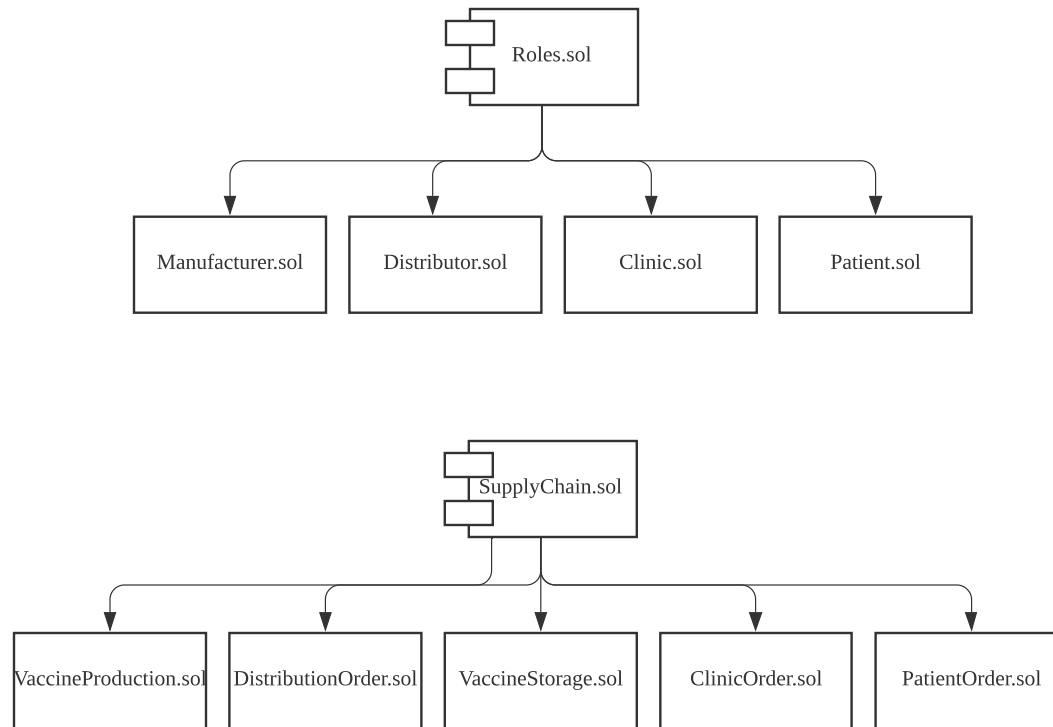 Roles.sol
Manufacturer.sol
Distributor.sol
Clinic.sol
Patient.sol
SupplyChain.sol
VaccineProduction.sol
DistributionOrder.sol
VaccineStorage.sol
ClinicOrder.sol
PatientOrder.sol